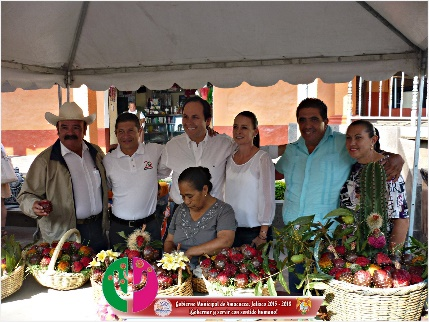 Gobierno Municipal de Amacueca, Jalisco 2015 - 2018
¡Gobernar y servir con sentido humano!